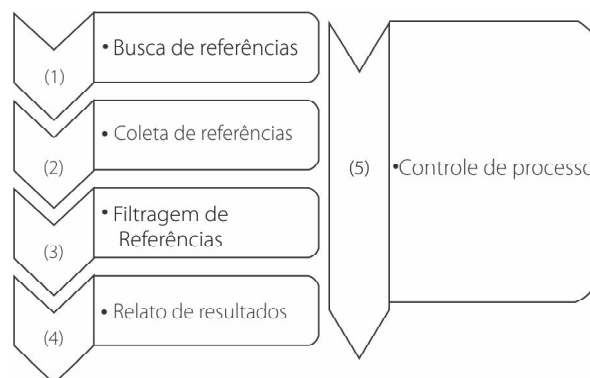 (1)
• Busca de referências
(2)
• Coleta de referências
(3)
• Filtragem de
Referências
(4)
• Relato de resultados
(5)
•Controle de processo